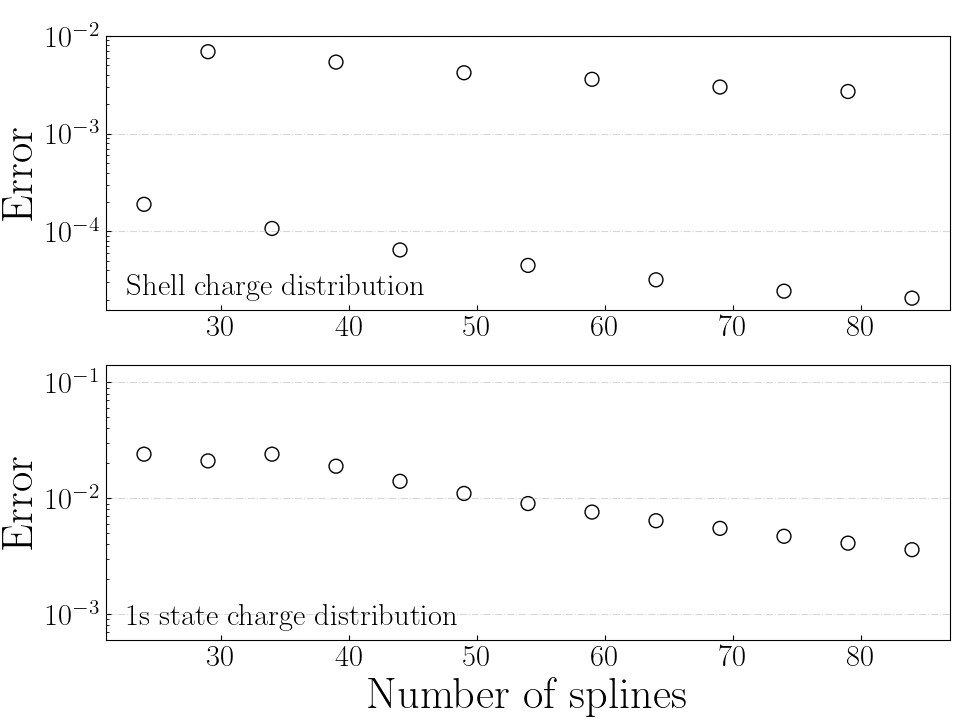 10⁻²
10⁻³
10⁻⁴
Error
Shell charge distribution
30 40 50 60 70 80
10⁻¹
10⁻²
10⁻³
Error
1s state charge distribution
30 40 50 60 70 80
Number of splines